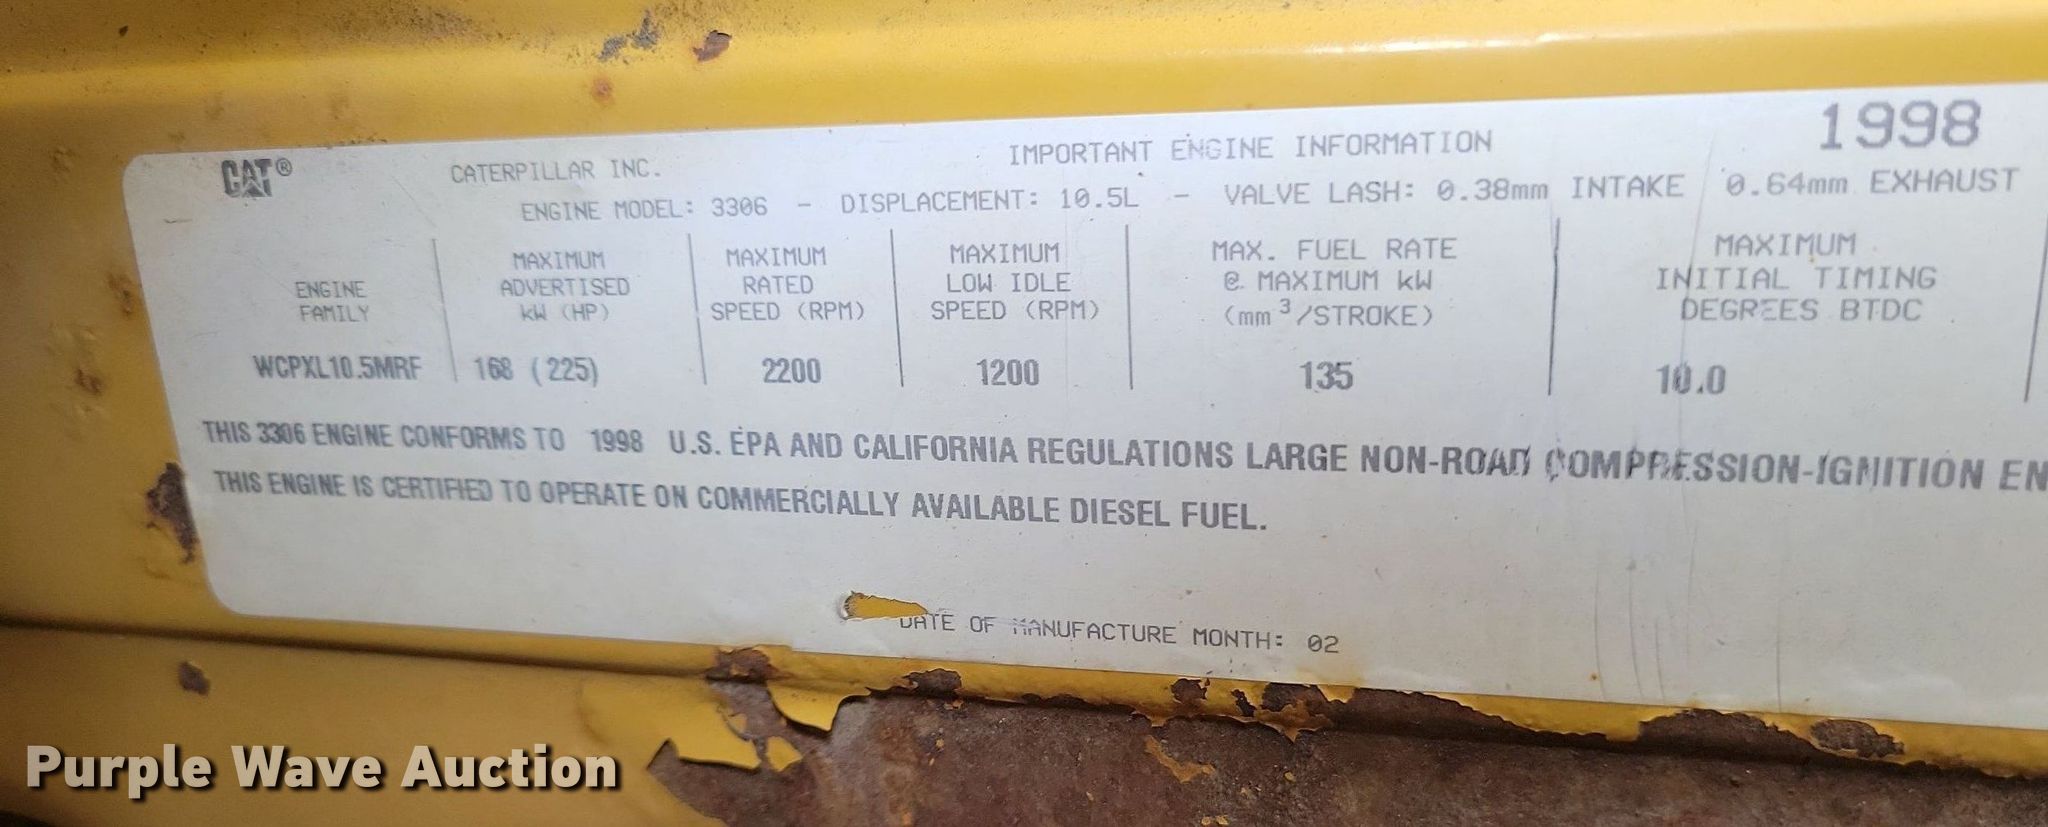 1998
CAT® CATERPILLAR INC. IMPORTANT ENGINE INFORMATION
ENGINE MODEL: 3306 - DISPLACEMENT: 10.5L - VALVE LASH: 0.38mm INTAKE 0.64mm EXHAUST
ENGINE FAMILY
MAXIMUM ADVERTISED kW (HP)
MAXIMUM RATED SPEED (RPM)
MAXIMUM LOW IDLE SPEED (RPM)
MAX. FUEL RATE @ MAXIMUM kW (mm³/STROKE)
MAXIMUM INITIAL TIMING DEGREES BTDC
WCPXL10.5MRF 168 (225) 2200 1200 135 10.0
THIS 3306 ENGINE CONFORMS TO 1998 U.S. EPA AND CALIFORNIA REGULATIONS LARGE NON-ROAD COMPRESSION-IGNITION EN
THIS ENGINE IS CERTIFIED TO OPERATE ON COMMERCIALLY AVAILABLE DIESEL FUEL.
DATE OF MANUFACTURE MONTH: 02
Purple Wave Auction